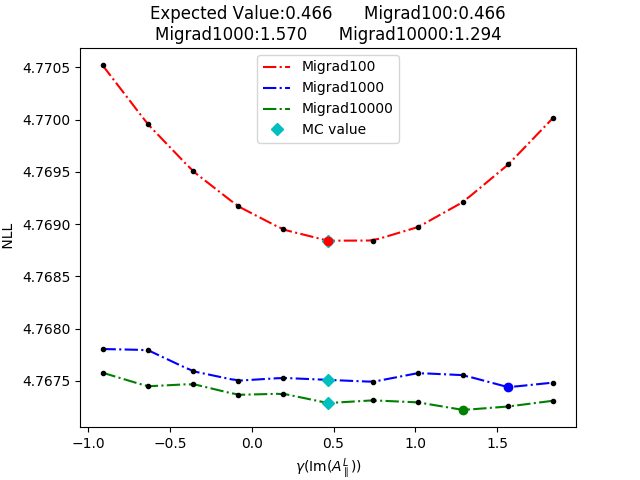 Expected Value:0.466 Migrad100:0.466
Migrad1000:1.570 Migrad10000:1.294
Migrad100
Migrad1000
Migrad10000
MC value
4.7705
4.7700
4.7695
4.7690
4.7685
4.7680
4.7675
NLL
−1.0 −0.5 0.0 0.5 1.0 1.5
γ(Im(A∥ᴸ))